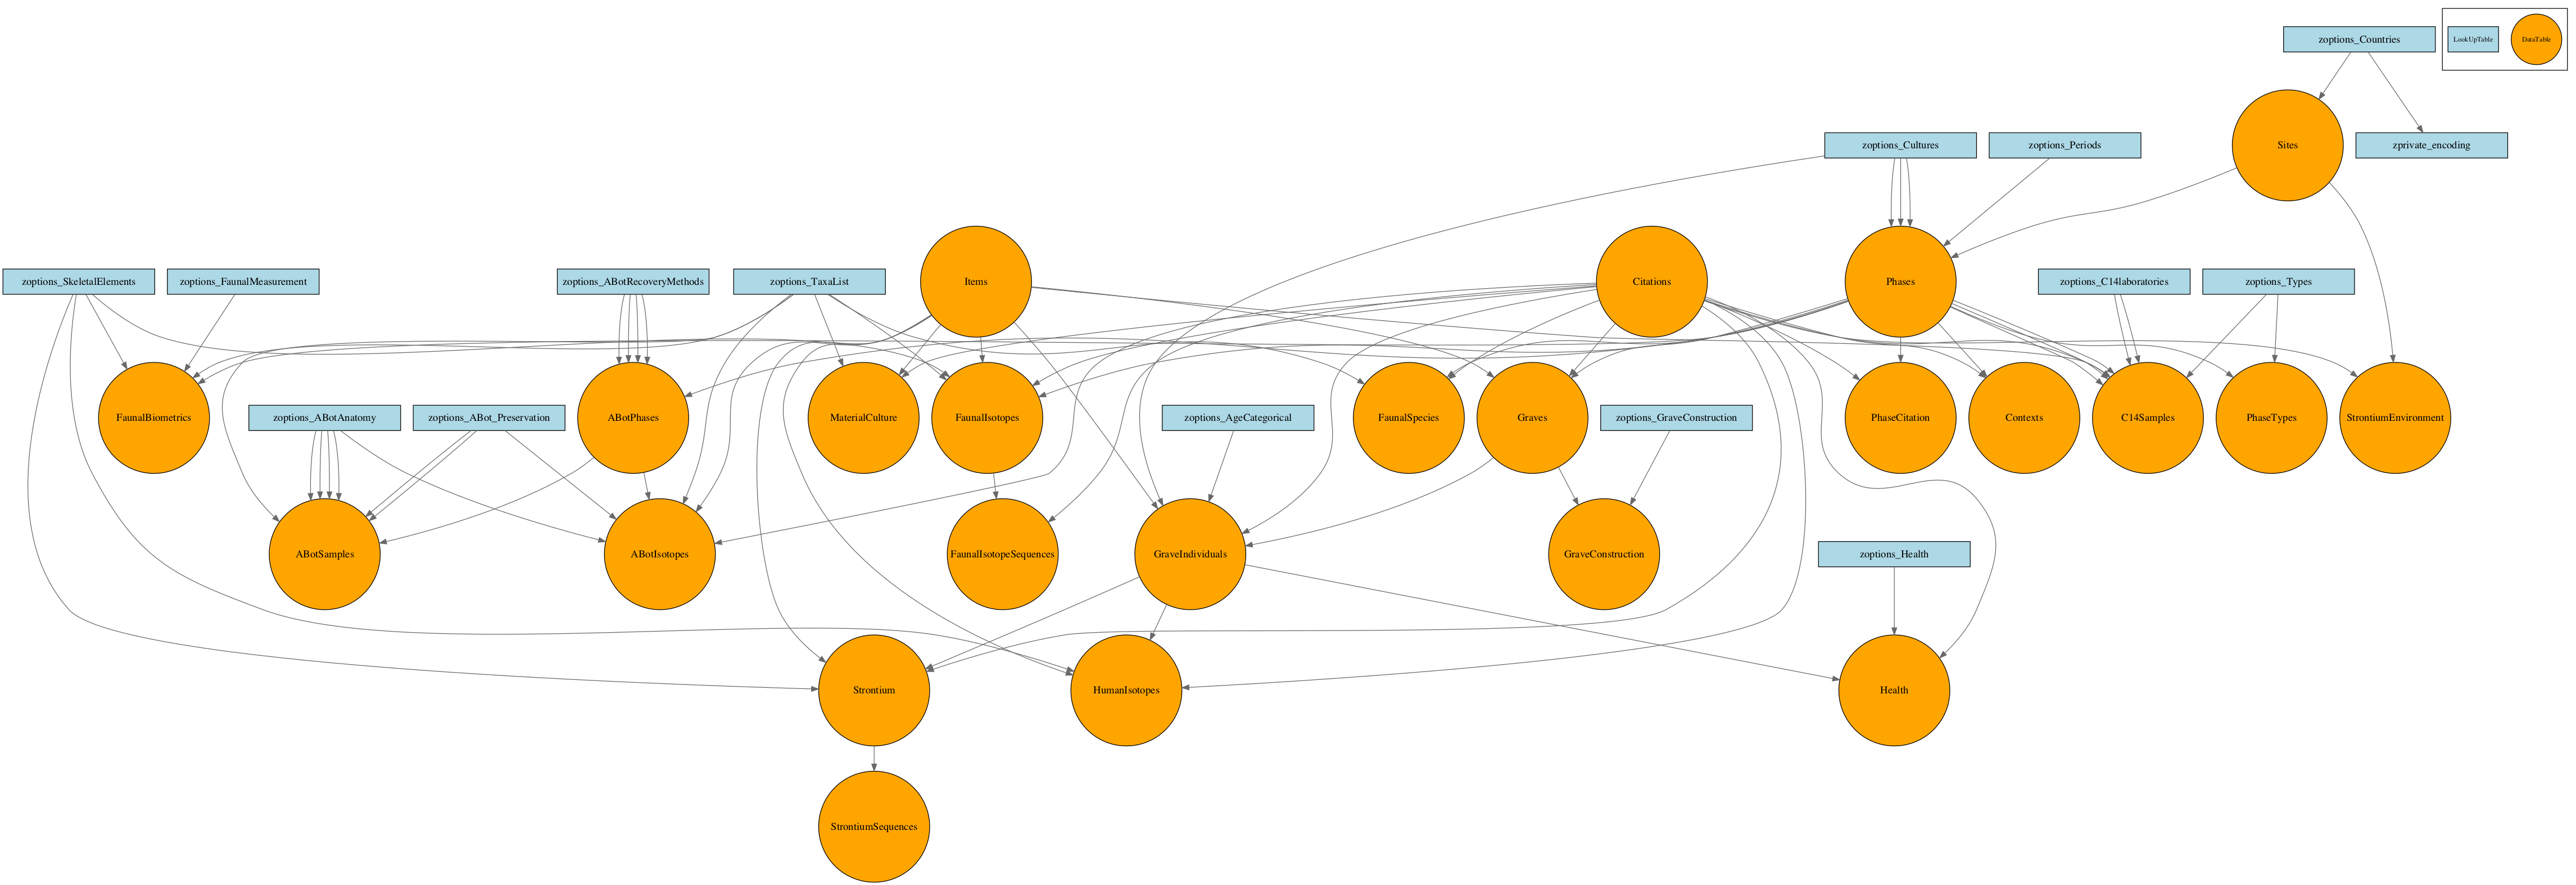 zoptions_Countries
LookUpTable
DataTable
zoptions_Cultures
zoptions_Periods
Sites
zprivate_encoding
zoptions_SkeletalElements
zoptions_FaunalMeasurement
zoptions_ABotRecoveryMethods
zoptions_TaxaList
Items
Citations
Phases
zoptions_C14laboratories
zoptions_Types
FaunalBiometrics
zoptions_ABotAnatomy
zoptions_ABot_Preservation
ABotPhases
MaterialCulture
FaunalIsotopes
zoptions_AgeCategorical
FaunalSpecies
Graves
zoptions_GraveConstruction
PhaseCitation
Contexts
C14Samples
PhaseTypes
StrontiumEnvironment
ABotSamples
ABotIsotopes
FaunalIsotopeSequences
GraveIndividuals
GraveConstruction
zoptions_Health
Strontium
HumanIsotopes
Health
StrontiumSequences